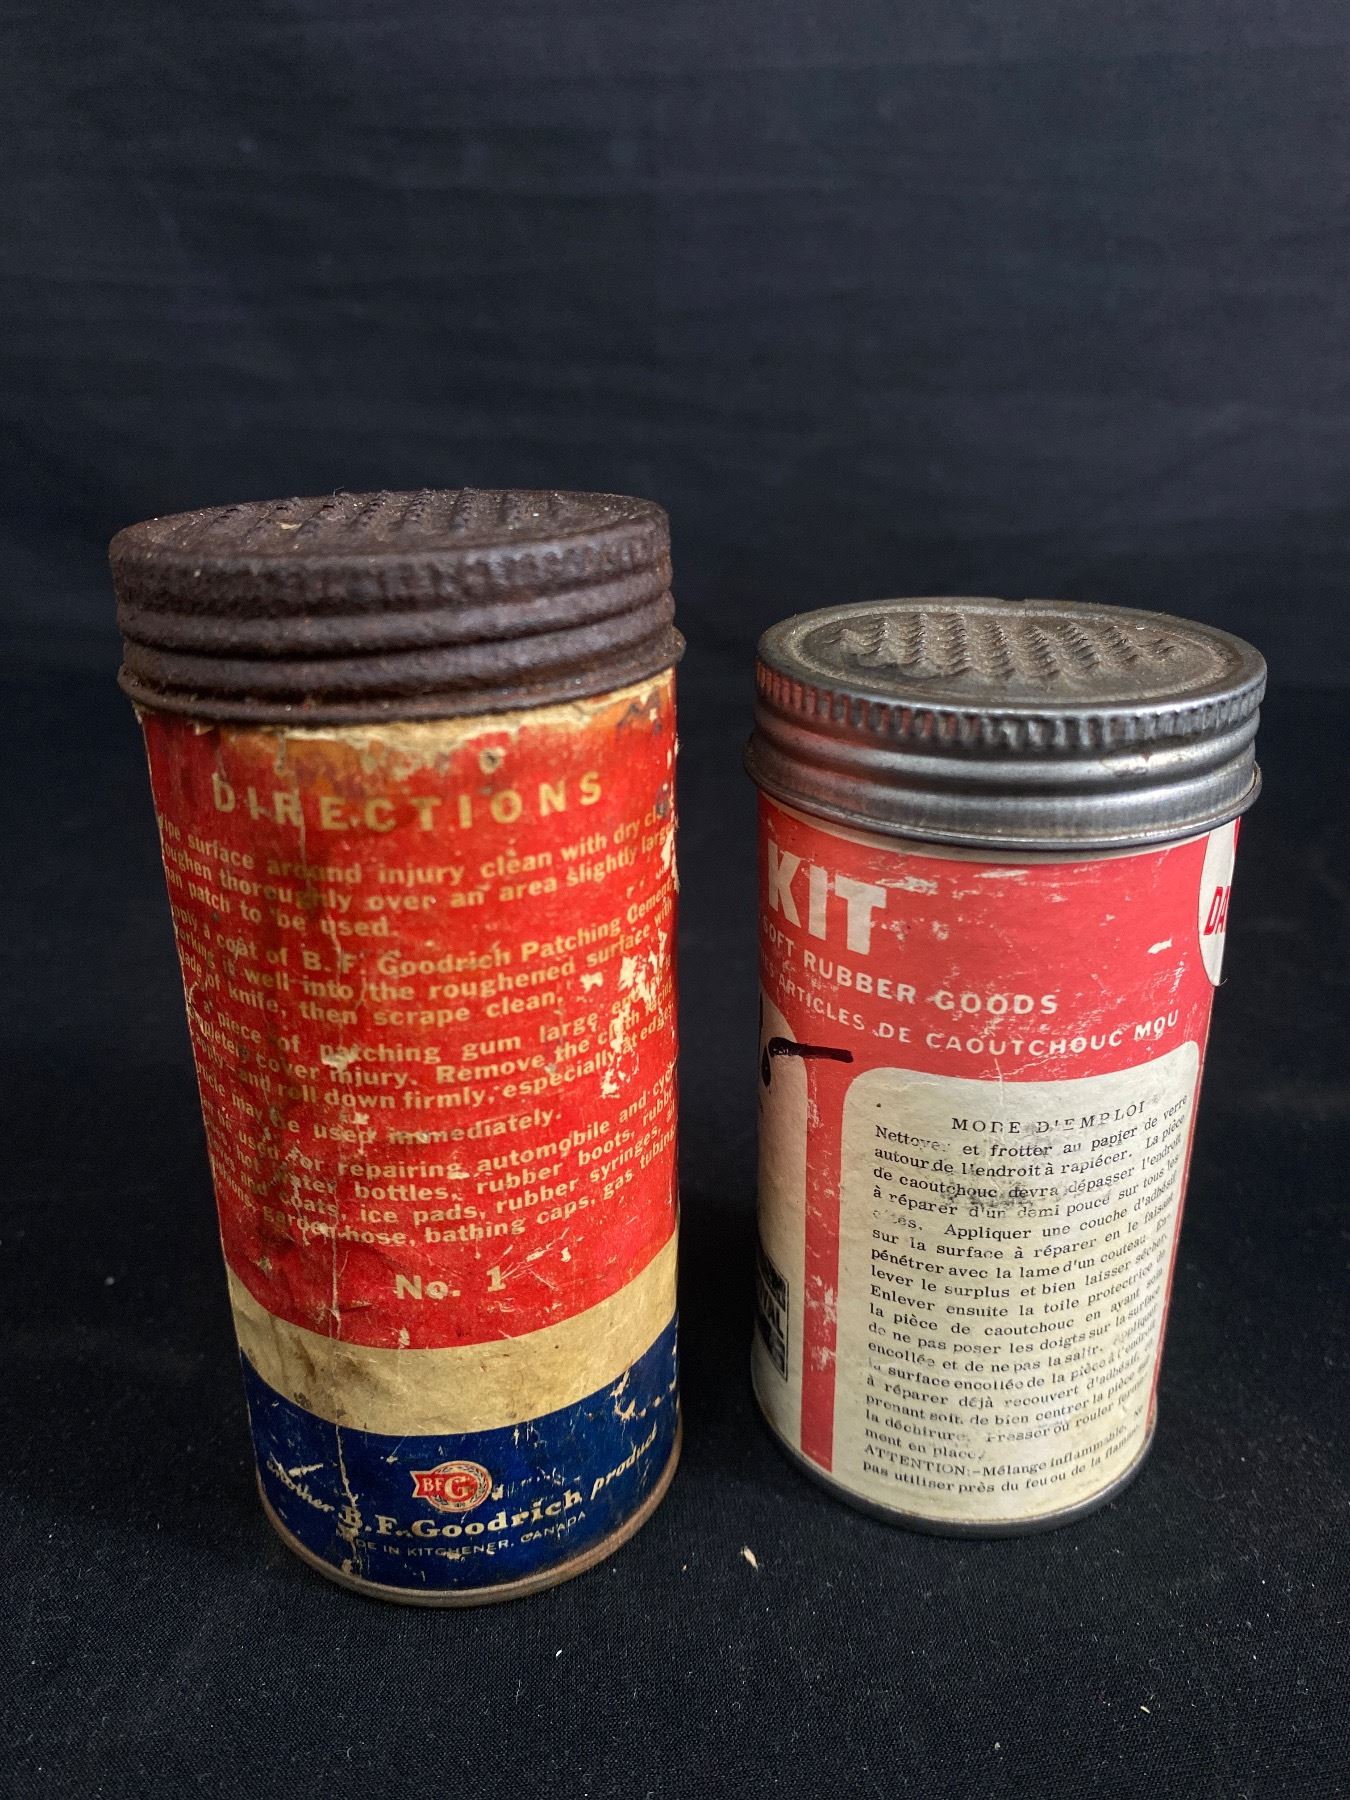 DIRECTIONS
surface around injury clean with dry
thoroughly over an area slightly
patch to be used.
a coat of B. F. Goodrich Patching Cement
well into the roughened surface with
of knife, then scrape clean.
piece of patching gum large
cover injury. Remove the cloth
and roll down firmly, especially at edges
may be used immediately.
used for repairing automobile and
hot water bottles, rubber boots,
and coats, ice pads, rubber syringes,
garden hose, bathing caps, gas tubing
No. 1
BFG
another B.F. Goodrich product
MADE IN KITCHENER, CANADA
KIT
SOFT RUBBER GOODS
ARTICLES DE CAOUTCHOUC MOU
MODE D'EMPLOI
Nettoyer et frotter au papier de verre
autour de l'endroit à rapiécer. La pièce
de caoutchouc devra dépasser l'endroit
à réparer d'un demi pouce sur tous les
Appliquer une couche d'adhésif
sur la surface à réparer en le faisant
pénétrer avec la lame d'un couteau. En-
lever le surplus et bien laisser sécher.
Enlever ensuite la toile protectrice de
la pièce de caoutchouc en ayant soin
de ne pas poser les doigts sur la surface
encollée et de ne pas la salir. Appliquer
la surface encollée de la pièce à l'endroit
à réparer déjà recouvert d'adhésif, en
prenant soin de bien centrer la pièce sur
la déchirure. Presser ou rouler ferme-
ment en place.
ATTENTION:—Mélange inflammable. Ne
pas utiliser près du feu ou de la flamme.